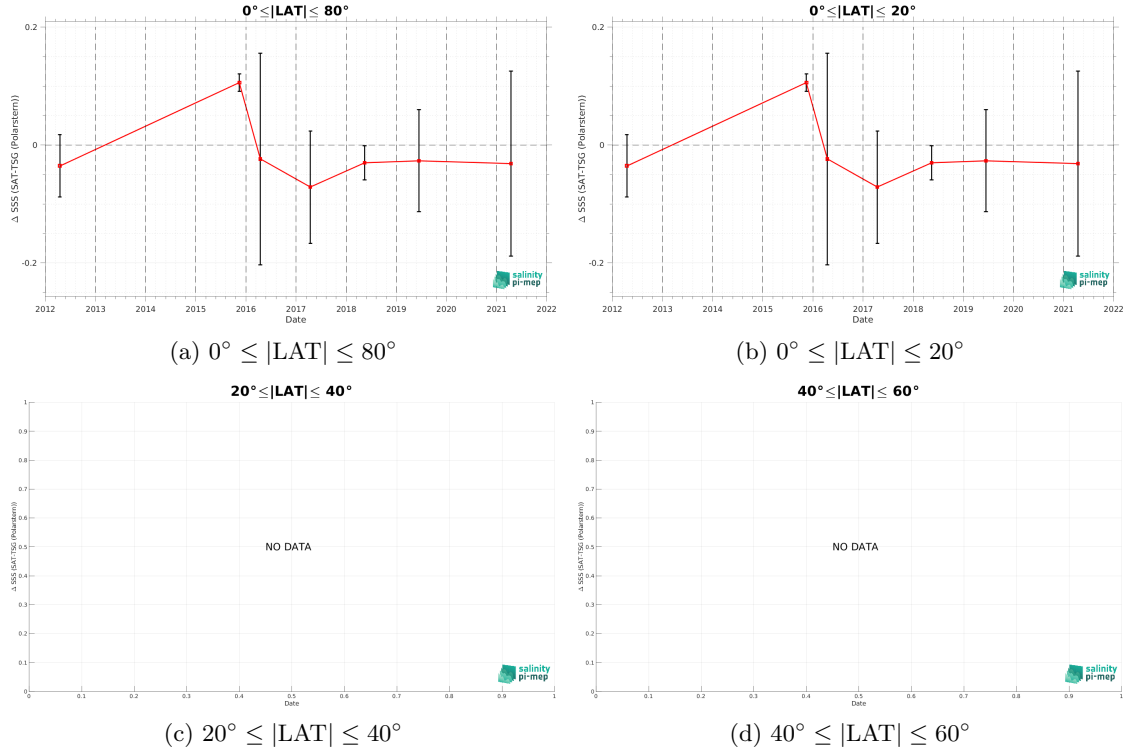 0°≤|LAT|≤ 80°
0.2
0
-0.2
Δ SSS (SAT-TSG (Polarstern))
2012 2013 2014 2015 2016 2017 2018 2019 2020 2021 2022
Date
salinity
pi-mep
(a) 0° ≤ |LAT| ≤ 80°
0°≤|LAT|≤ 20°
0.2
0
-0.2
Δ SSS (SAT-TSG (Polarstern))
2012 2013 2014 2015 2016 2017 2018 2019 2020 2021 2022
Date
salinity
pi-mep
(b) 0° ≤ |LAT| ≤ 20°
20°≤|LAT|≤ 40°
1
0.9
0.8
0.7
0.6
0.5
0.4
0.3
0.2
0.1
0
Δ SSS (SAT-TSG (Polarstern))
NO DATA
0 0.1 0.2 0.3 0.4 0.5 0.6 0.7 0.8 0.9 1
Date
salinity
pi-mep
(c) 20° ≤ |LAT| ≤ 40°
40°≤|LAT|≤ 60°
1
0.9
0.8
0.7
0.6
0.5
0.4
0.3
0.2
0.1
0
Δ SSS (SAT-TSG (Polarstern))
NO DATA
0 0.1 0.2 0.3 0.4 0.5 0.6 0.7 0.8 0.9 1
Date
salinity
pi-mep
(d) 40° ≤ |LAT| ≤ 60°